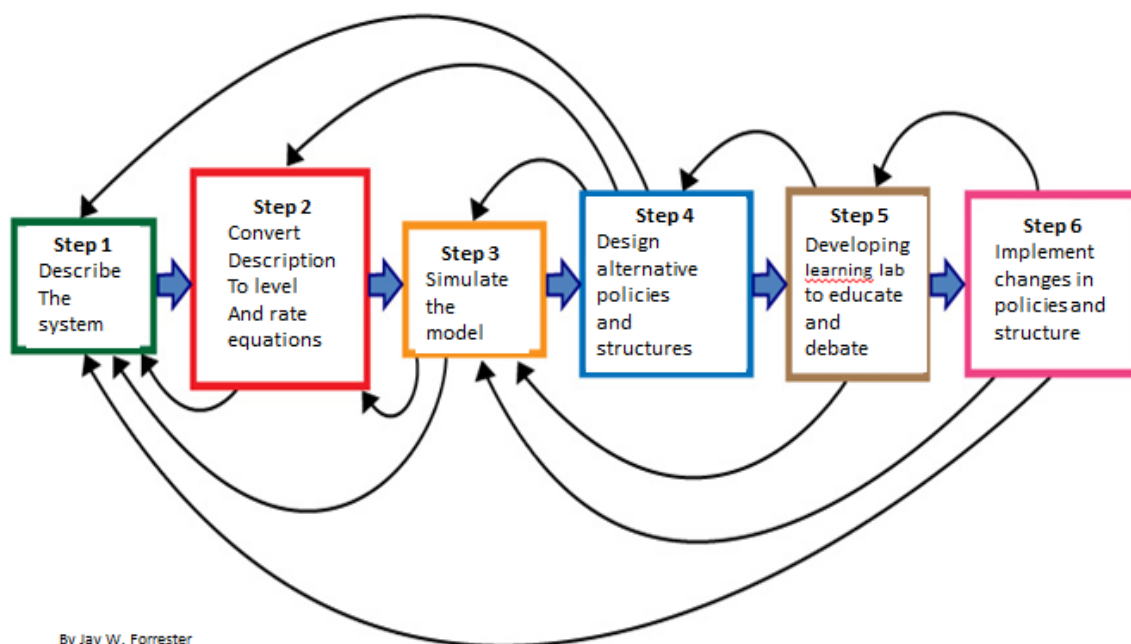 Step 1
Describe
The
system
Step 2
Convert
Description
To level
And rate
equations
Step 3
Simulate
the
model
Step 4
Design
alternative
policies
and
structures
Step 5
Developing
learning lab
to educate
and
debate
Step 6
Implement
changes in
policies and
structure
By Jay W. Forrester